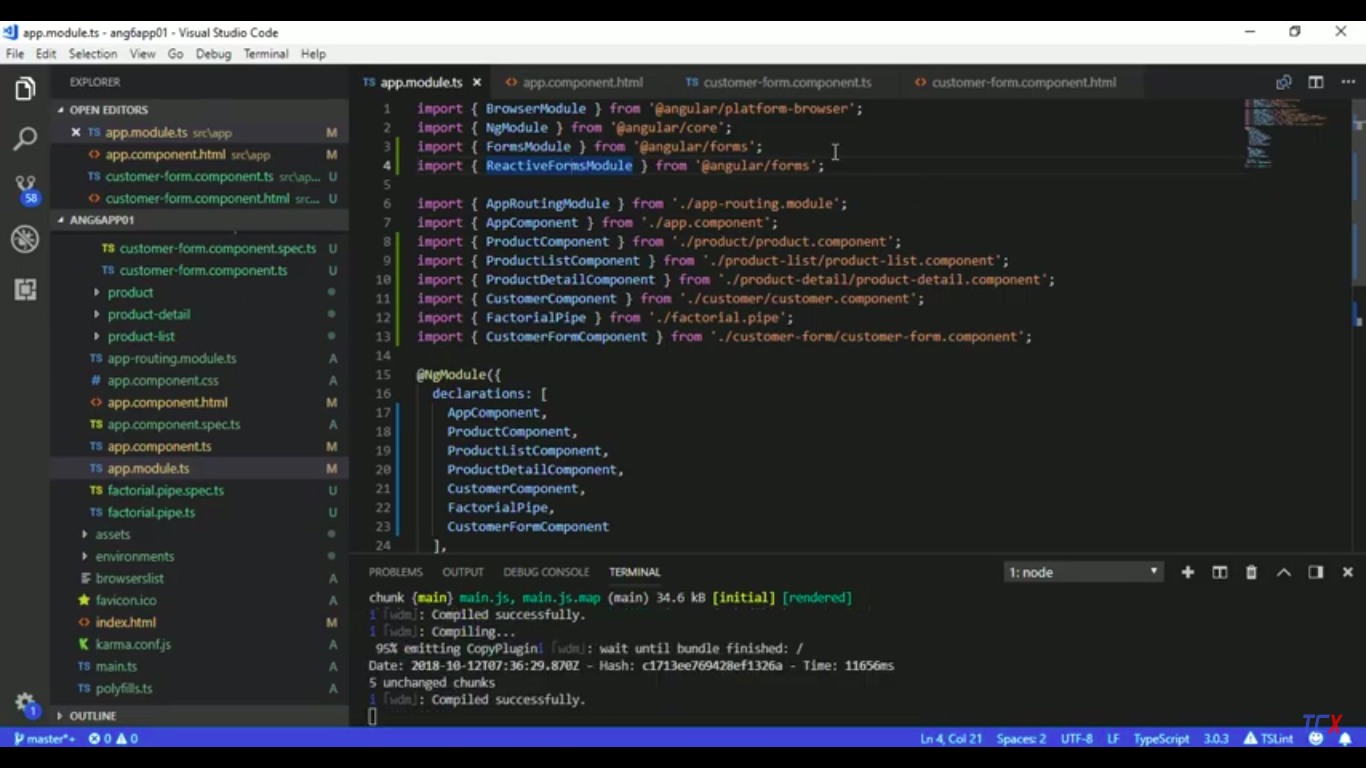 app.module.ts - ang6app01 - Visual Studio Code
File Edit Selection View Go Debug Terminal Help
EXPLORER
OPEN EDITORS
app.module.ts src\app M
app.component.html src\app M
customer-form.component.ts src\ap... U
customer-form.component.html src... U
ANG6APP01
customer-form.component.spec.ts U
customer-form.component.ts U
product
product-detail
product-list
app-routing.module.ts A
app.component.css A
app.component.html M
app.component.spec.ts A
app.component.ts M
app.module.ts M
factorial.pipe.spec.ts U
factorial.pipe.ts U
assets
environments
browserslist A
favicon.ico A
index.html M
karma.conf.js A
main.ts A
polyfills.ts A
OUTLINE
58
1
TS app.module.ts × <> app.component.html TS customer-form.component.ts <> customer-form.component.html
1 import { BrowserModule } from '@angular/platform-browser';
2 import { NgModule } from '@angular/core';
3 import { FormsModule } from '@angular/forms';
4 import { ReactiveFormsModule } from '@angular/forms';
5
6 import { AppRoutingModule } from './app-routing.module';
7 import { AppComponent } from './app.component';
8 import { ProductComponent } from './product/product.component';
9 import { ProductListComponent } from './product-list/product-list.component';
10 import { ProductDetailComponent } from './product-detail/product-detail.component';
11 import { CustomerComponent } from './customer/customer.component';
12 import { FactorialPipe } from './factorial.pipe';
13 import { CustomerFormComponent } from './customer-form/customer-form.component';
14
15 @NgModule({
16 declarations: [
17 AppComponent,
18 ProductComponent,
19 ProductListComponent,
20 ProductDetailComponent,
21 CustomerComponent,
22 FactorialPipe,
23 CustomerFormComponent
24 ],
PROBLEMS OUTPUT DEBUG CONSOLE TERMINAL 1: node
chunk {main} main.js, main.js.map (main) 34.6 kB [initial] [rendered]
i ｢wdm｣: Compiled successfully.
i ｢wdm｣: Compiling...
95% emitting CopyPlugini ｢wdm｣: wait until bundle finished: /
Date: 2018-10-12T07:36:29.870Z - Hash: c1713ee769428ef1326a - Time: 11656ms
5 unchanged chunks
i ｢wdm｣: Compiled successfully.
TCX
master*+ 0 0 Ln 4, Col 21 Spaces: 2 UTF-8 LF TypeScript 3.0.3 TSLint